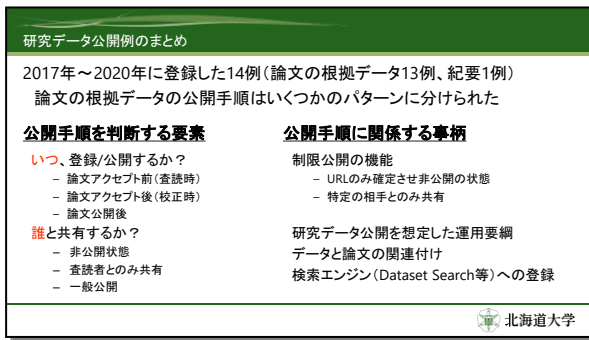 研究データ公開例のまとめ
2017年～2020年に登録した14例(論文の根拠データ13例、紀要1例)
論文の根拠データの公開手順はいくつかのパターンに分けられた
公開手順を判断する要素
いつ、登録/公開するか？
– 論文アクセプト前(査読時)
– 論文アクセプト後(校正時)
– 論文公開後
誰と共有するか？
– 非公開状態
– 査読者とのみ共有
– 一般公開
公開手順に関係する事柄
制限公開の機能
– URLのみ確定させ非公開の状態
– 特定の相手とのみ共有
研究データ公開を想定した運用要綱
データと論文の関連付け
検索エンジン(Dataset Search等)への登録
北海道大学